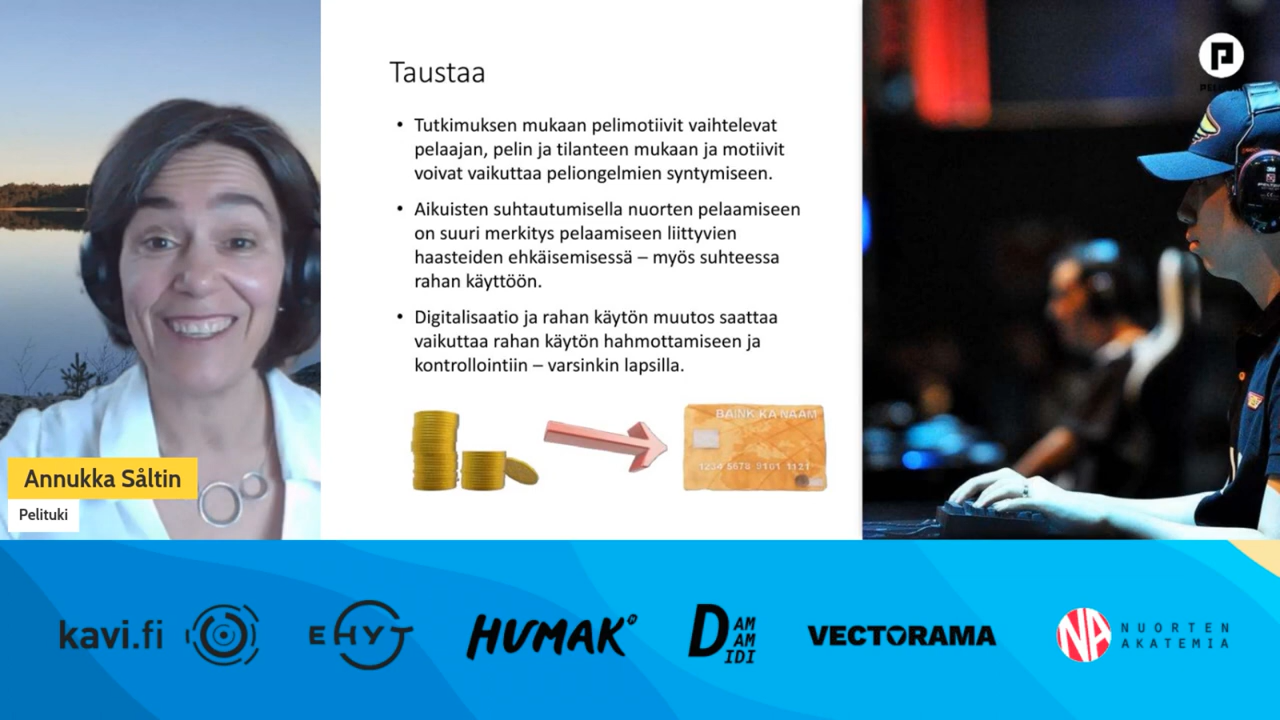 Taustaa
• Tutkimuksen mukaan pelimotiivit vaihtelevat
pelaajan, pelin ja tilanteen mukaan ja motiivit
voivat vaikuttaa peliongelmien syntymiseen.
• Aikuisten suhtautumisella nuorten pelaamiseen
on suuri merkitys pelaamiseen liittyvien
haasteiden ehkäisemisessä – myös suhteessa
rahan käyttöön.
• Digitalisaatio ja rahan käytön muutos saattaa
vaikuttaa rahan käytön hahmottamiseen ja
kontrollointiin – varsinkin lapsilla.
BAINK KA NAAM
1234 5678 9101 1121
Annukka Såltin
Pelituki
kavi.fi
EHYT
HUMAK
DAM
AM
IDI
VECTORAMA
NA NUORTEN
AKATEMIA